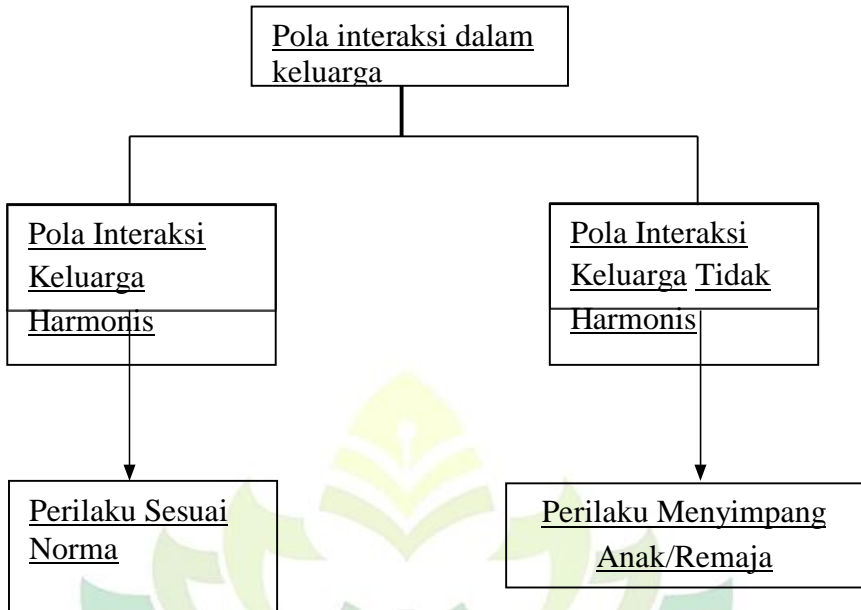 Pola interaksi dalam
keluarga
Pola Interaksi
Keluarga
Harmonis
Pola Interaksi
Keluarga Tidak
Harmonis
Perilaku Sesuai
Norma
Perilaku Menyimpang
Anak/Remaja